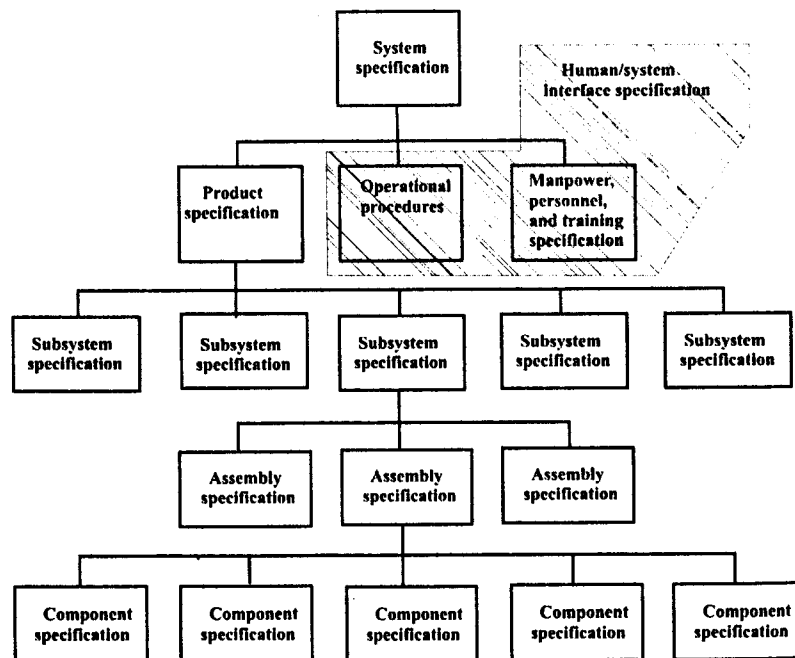 System
specification
Human/system
interface specification
Product
specification
Operational
procedures
Manpower,
personnel,
and training
specification
Subsystem
specification
Subsystem
specification
Subsystem
specification
Subsystem
specification
Subsystem
specification
Assembly
specification
Assembly
specification
Assembly
specification
Component
specification
Component
specification
Component
specification
Component
specification
Component
specification